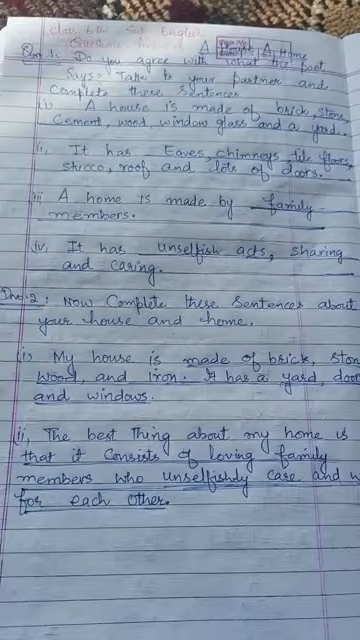 Class 6th Sub English
A House, A Home
Que 1: Do you agree with what the poet
says? Talk to your partner and
Complete these sentences
(i) A house is made of brick, stone,
Cement, wood, window glass and a yard.
ii, It has Eaves, chimneys, tile floors,
stucco, roof and lots of doors.
iii A home is made by family
members.
iv. It has unselfish acts, sharing
and caring.
Que.2: Now Complete these Sentences about
your house and home.
(i) My house is made of brick, ston
wood, and iron. It has a yard, door
and windows.
(ii, The best thing about my home is
that it consists of loving family
members who unselfishly care and w
for each other.